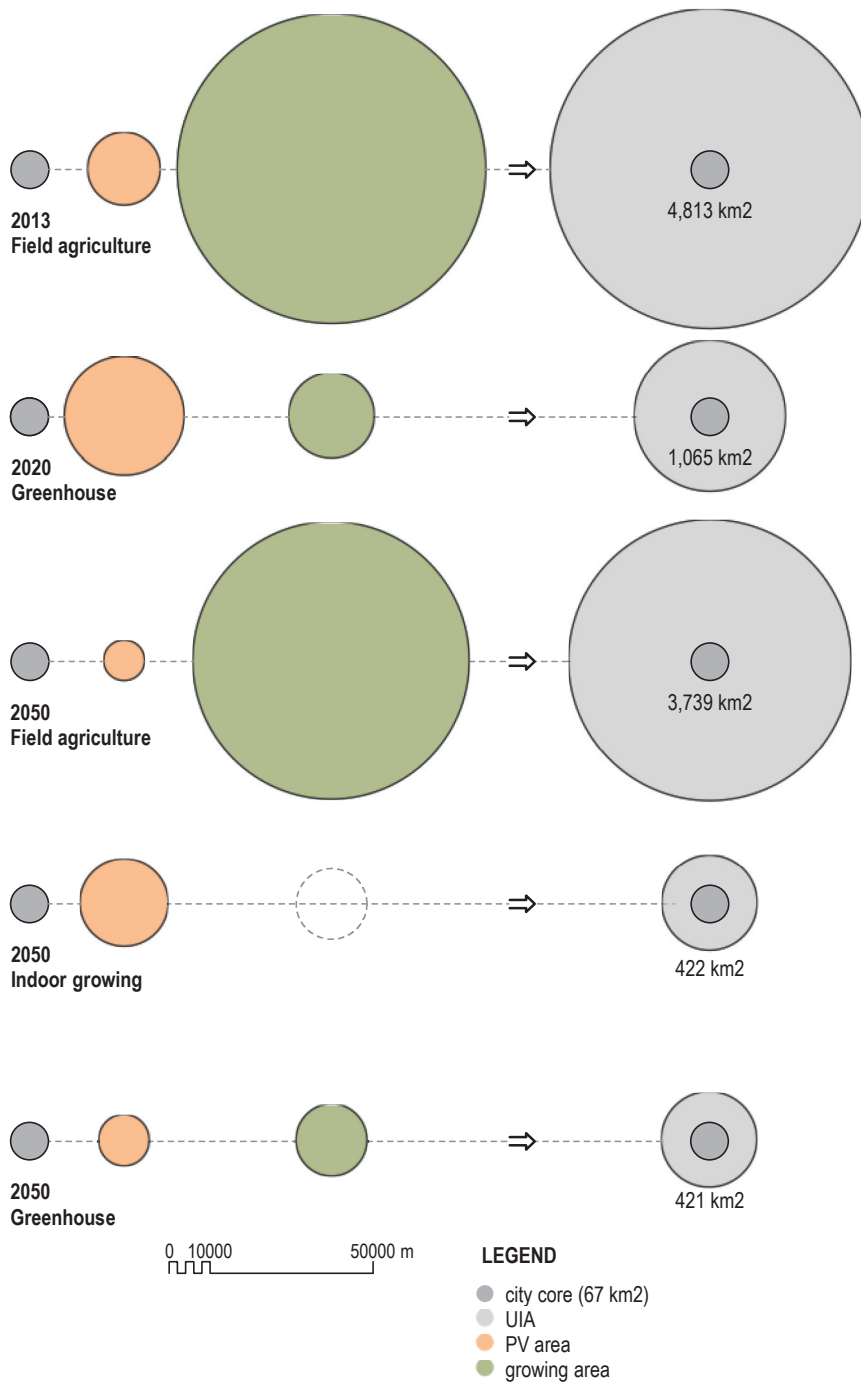 4,813 km2
2013
Field agriculture
1,065 km2
2020
Greenhouse
3,739 km2
2050
Field agriculture
422 km2
2050
Indoor growing
421 km2
2050
Greenhouse
0 10000 50000 m
LEGEND
city core (67 km2)
UIA
PV area
growing area